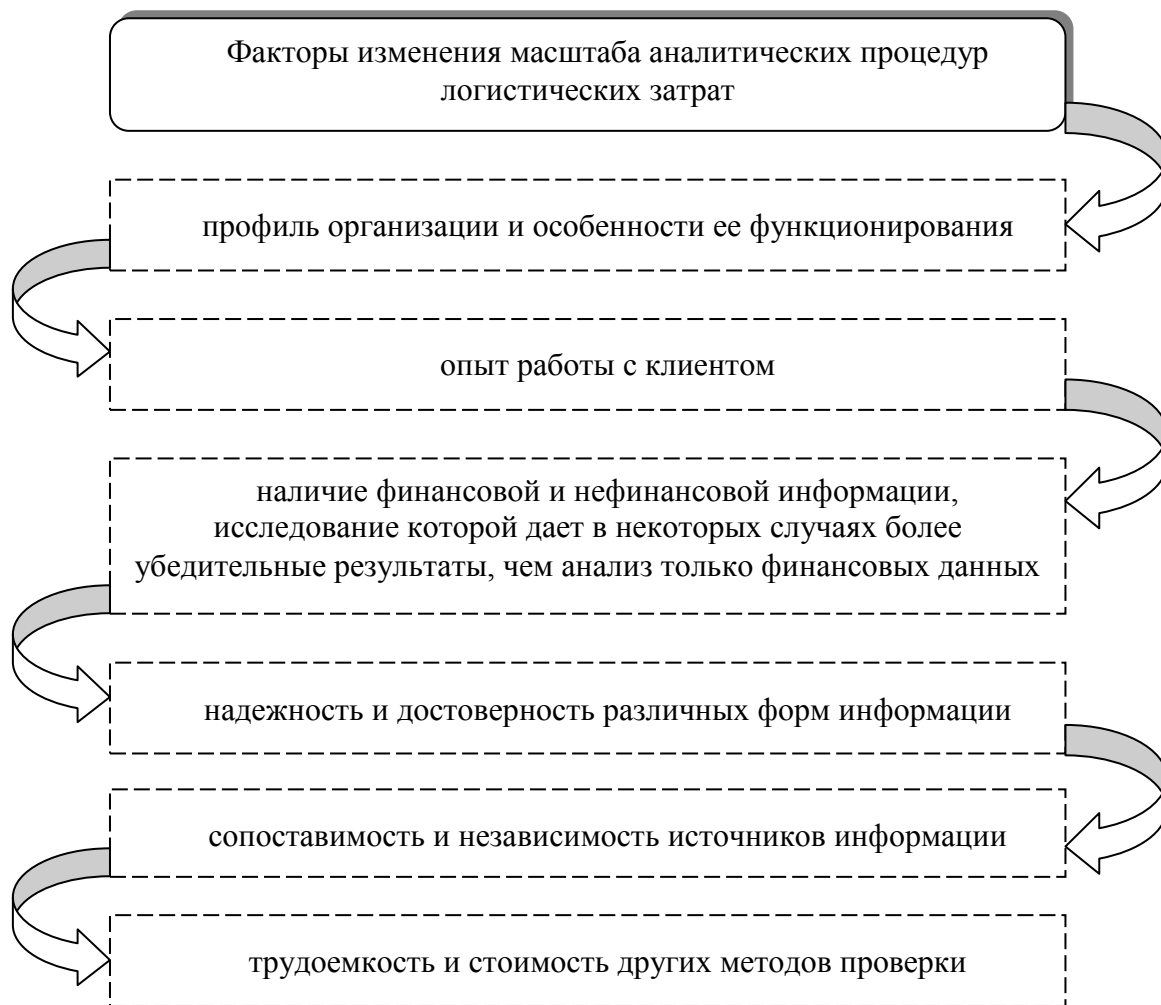 Факторы изменения масштаба аналитических процедур
логистических затрат
профиль организации и особенности ее функционирования
опыт работы с клиентом
наличие финансовой и нефинансовой информации,
исследование которой дает в некоторых случаях более
убедительные результаты, чем анализ только финансовых данных
надежность и достоверность различных форм информации
сопоставимость и независимость источников информации
трудоемкость и стоимость других методов проверки